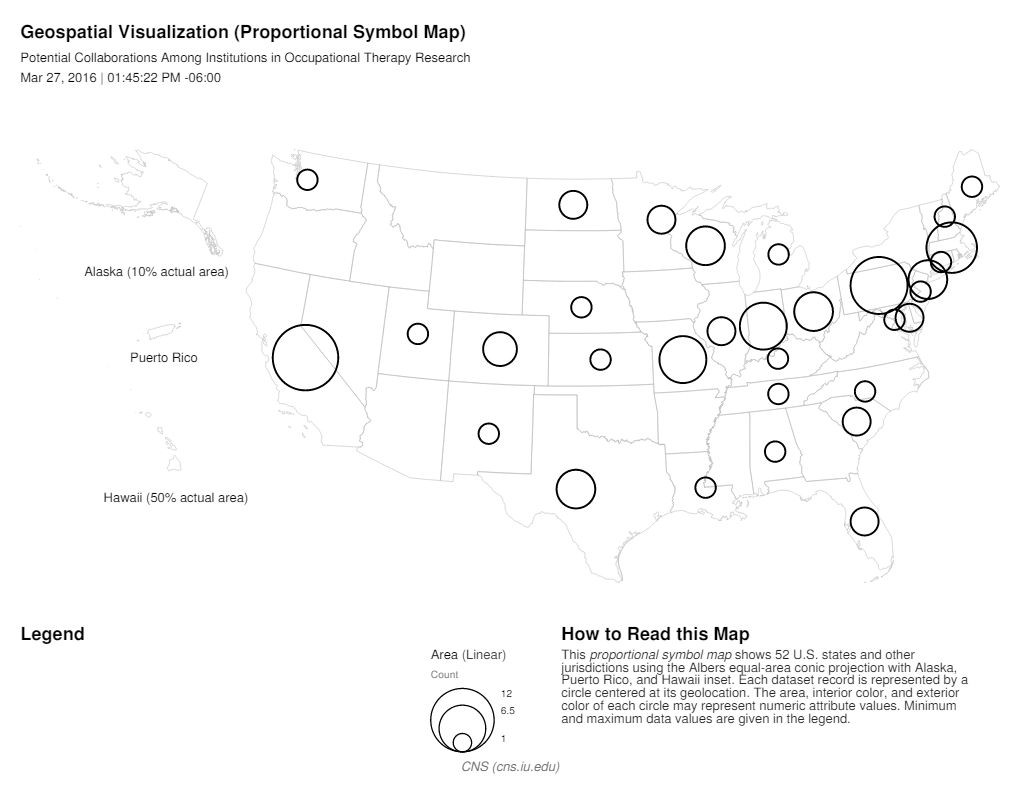 Geospatial Visualization (Proportional Symbol Map)
Potential Collaborations Among Institutions in Occupational Therapy Research
Mar 27, 2016 | 01:45:22 PM -06:00
Alaska (10% actual area)
Puerto Rico
Hawaii (50% actual area)
Legend
Area (Linear)
Count
12
6.5
1
How to Read this Map
This proportional symbol map shows 52 U.S. states and other
jurisdictions using the Albers equal-area conic projection with Alaska,
Puerto Rico, and Hawaii inset. Each dataset record is represented by a
circle centered at its geolocation. The area, interior color, and exterior
color of each circle may represent numeric attribute values. Minimum
and maximum data values are given in the legend.
CNS (cns.iu.edu)